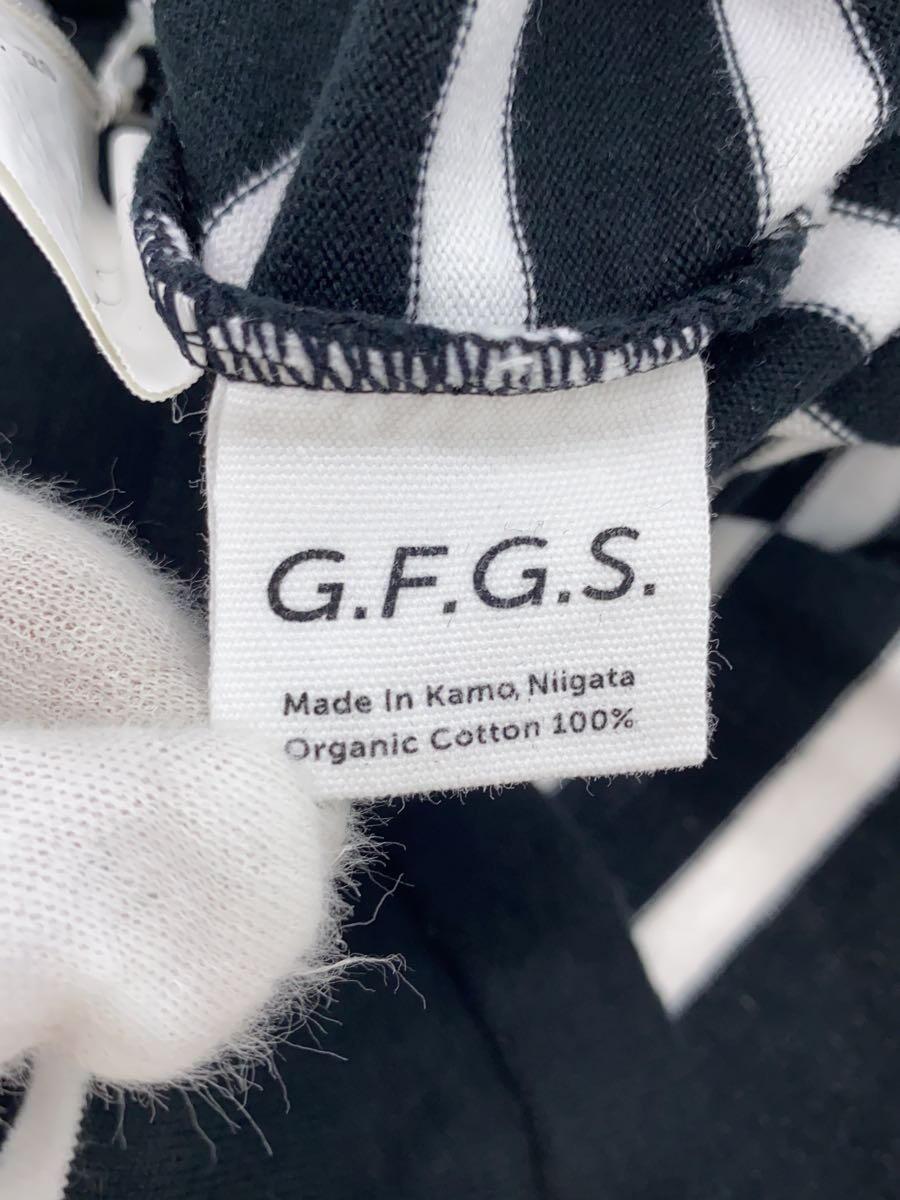 G.F.G.S.
Made In Kamo, Niigata
Organic Cotton 100%